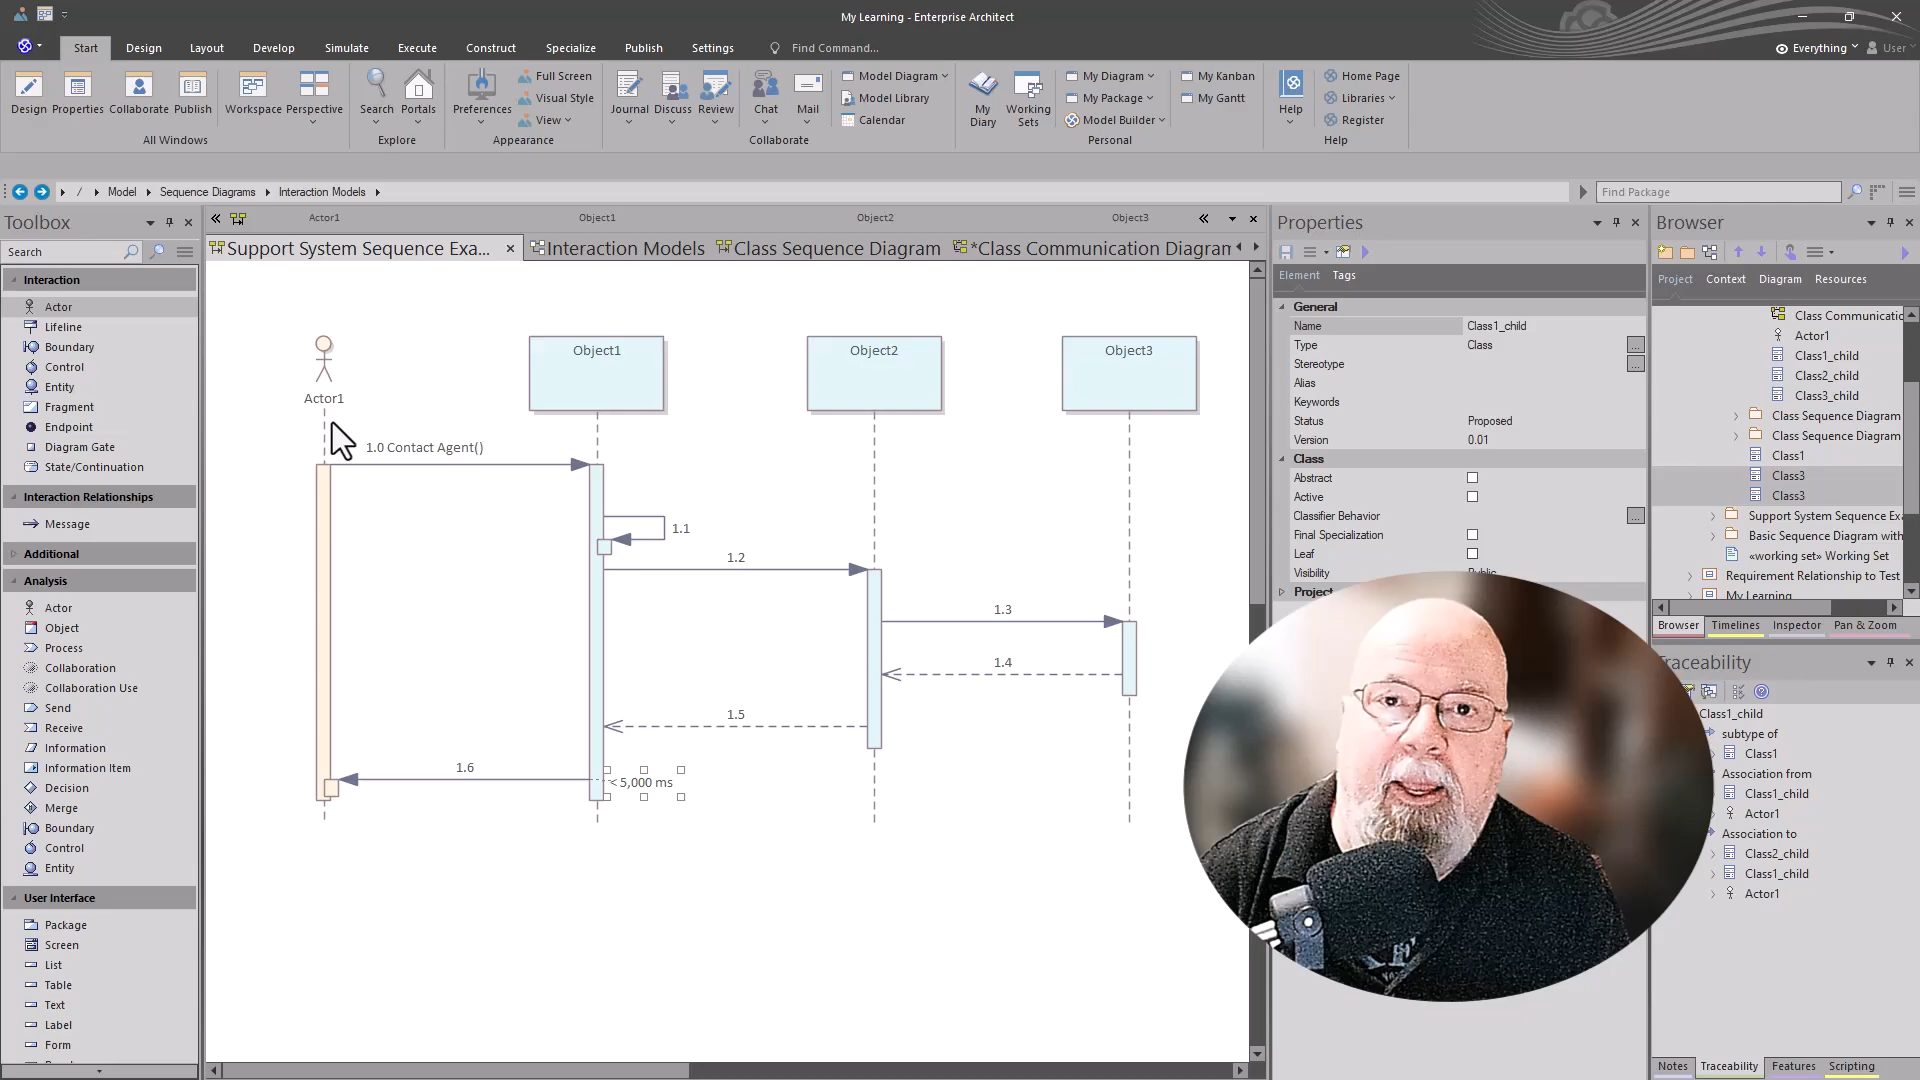 My Learning - Enterprise Architect
Start
Design
Layout
Develop
Simulate
Execute
Construct
Specialize
Publish
Settings
Find Command...
Everything
User
Design
Properties
Collaborate
Publish
Workspace
Perspective
All Windows
Search
Portals
Explore
Preferences
Full Screen
Visual Style
View
Appearance
Journal
Discuss
Review
Chat
Mail
Model Diagram
Model Library
Calendar
Collaborate
My Diary
Working Sets
My Diagram
My Package
Model Builder
My Kanban
My Gantt
Personal
Help
Home Page
Libraries
Register
Help
/
Model
Sequence Diagrams
Interaction Models
Find Package
Toolbox
Search
Interaction
Actor
Lifeline
Boundary
Control
Entity
Fragment
Endpoint
Diagram Gate
State/Continuation
Interaction Relationships
Message
Additional
Analysis
Actor
Object
Process
Collaboration
Collaboration Use
Send
Receive
Information
Information Item
Decision
Merge
Boundary
Control
Entity
User Interface
Package
Screen
List
Table
Text
Label
Form
Actor1
Object1
Object2
Object3
Support System Sequence Exa...
Interaction Models
Class Sequence Diagram
*Class Communication Diagram
Object1
Object2
Object3
Actor1
1.0 Contact Agent()
1.1
1.2
1.3
1.4
1.5
1.6
< 5,000 ms
Properties
Element
Tags
General
Name
Class1_child
Type
Class
Stereotype
Alias
Keywords
Status
Proposed
Version
0.01
Class
Abstract
Active
Classifier Behavior
Final Specialization
Leaf
Visibility
Public
Project
Browser
Project
Context
Diagram
Resources
Class Communicatic
Actor1
Class1_child
Class2_child
Class3_child
Class Sequence Diagram
Class Sequence Diagram
Class1
Class3
Class3
Support System Sequence Ex
Basic Sequence Diagram with
«working set» Working Set
Requirement Relationship to Test
My Learning
Browser
Timelines
Inspector
Pan & Zoom
Traceability
Class1_child
subtype of
Class1
Association from
Class1_child
Actor1
Association to
Class2_child
Class1_child
Actor1
Notes
Traceability
Features
Scripting